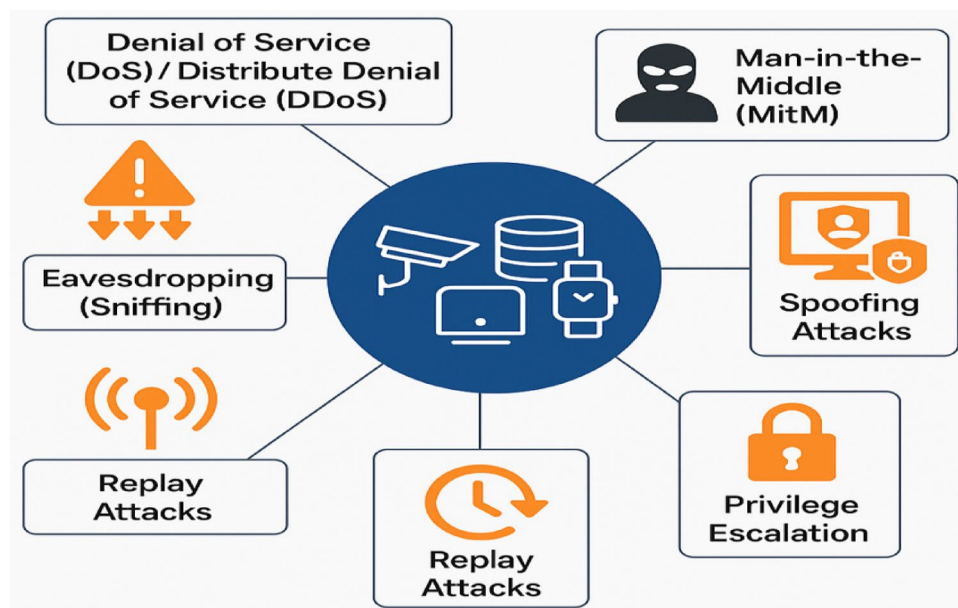 Denial of Service
(DoS) / Distribute Denial
of Service (DDoS)
Man-in-the-
Middle
(MitM)
Eavesdropping
(Sniffing)
Spoofing
Attacks
Replay
Attacks
Replay
Attacks
Privilege
Escalation